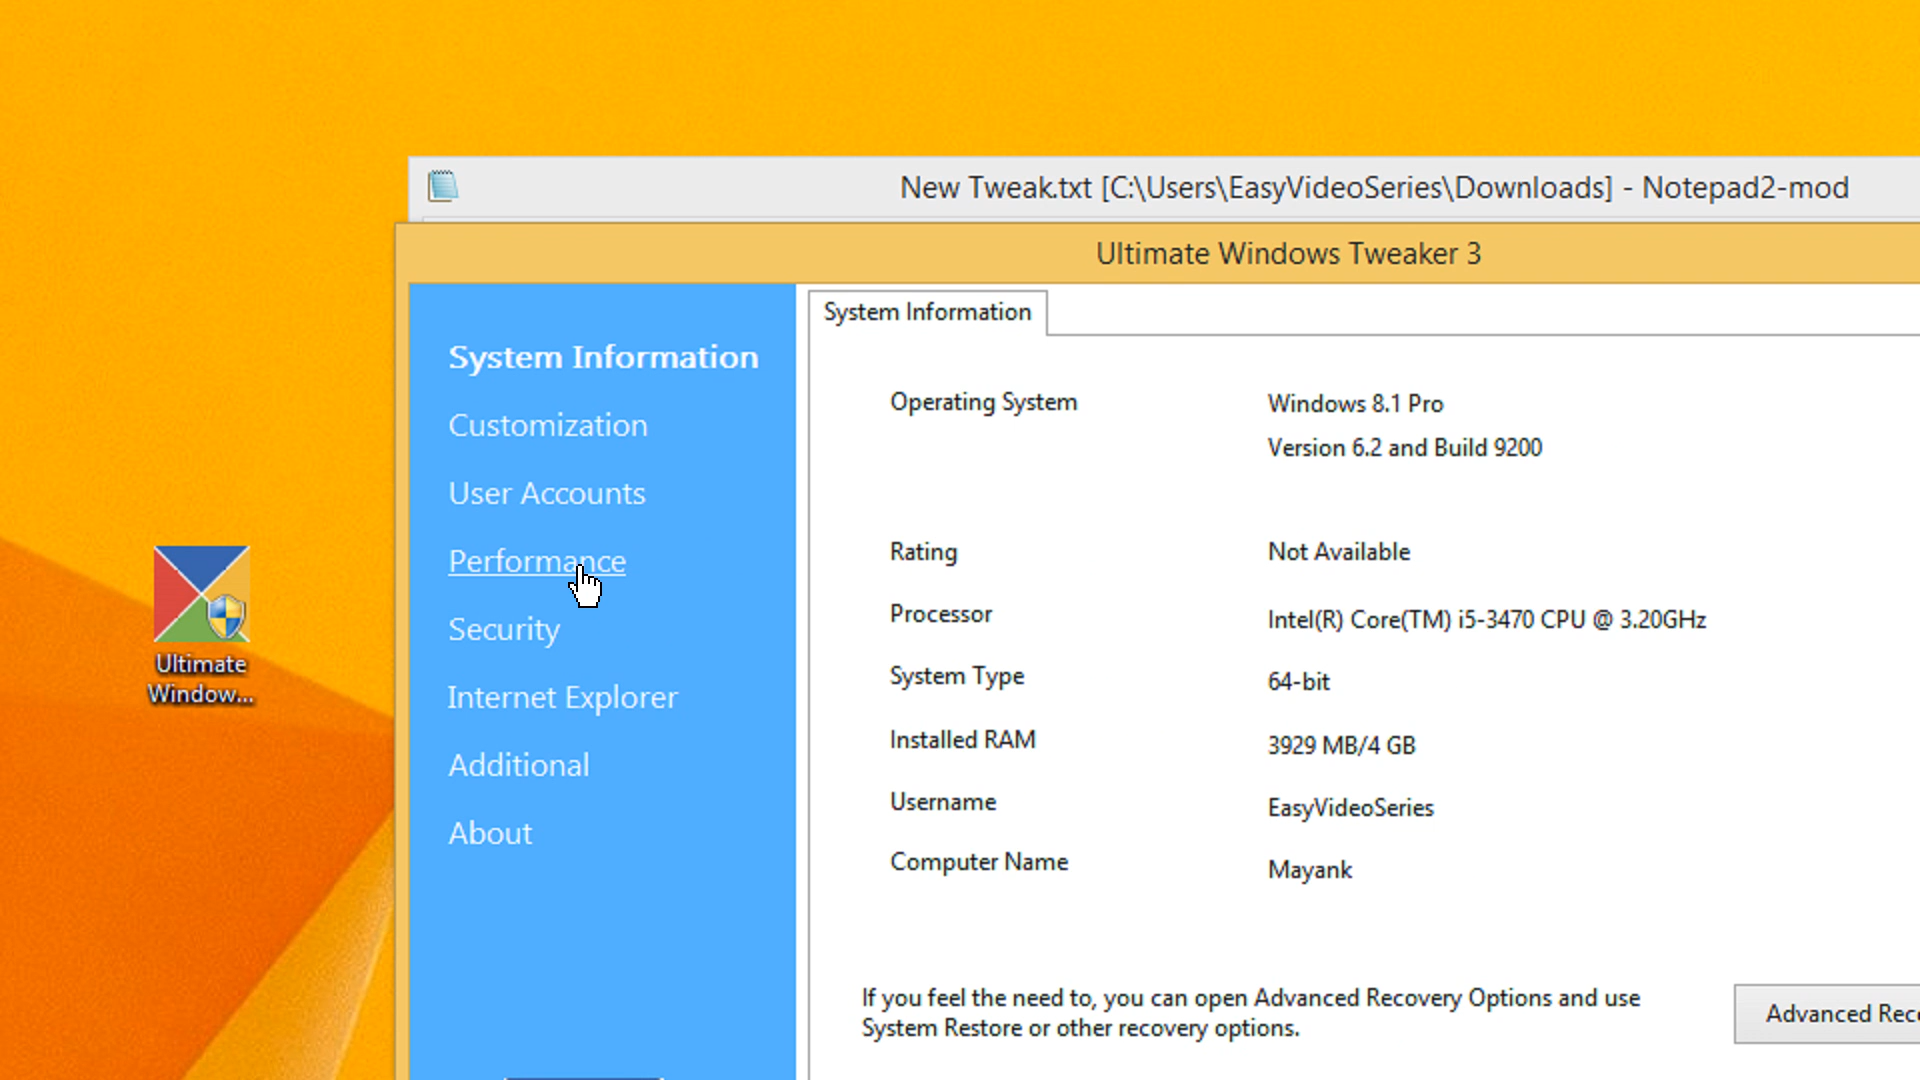 New Tweak.txt [C:\Users\EasyVideoSeries\Downloads] - Notepad2-mod
Ultimate Windows Tweaker 3
System Information
Customization
User Accounts
Performance
Security
Internet Explorer
Additional
About
System Information
Operating System
Windows 8.1 Pro
Version 6.2 and Build 9200
Rating
Not Available
Processor
Intel(R) Core(TM) i5-3470 CPU @ 3.20GHz
System Type
64-bit
Installed RAM
3929 MB/4 GB
Username
EasyVideoSeries
Computer Name
Mayank
If you feel the need to, you can open Advanced Recovery Options and use
System Restore or other recovery options.
Advanced Rec
Ultimate
Window...